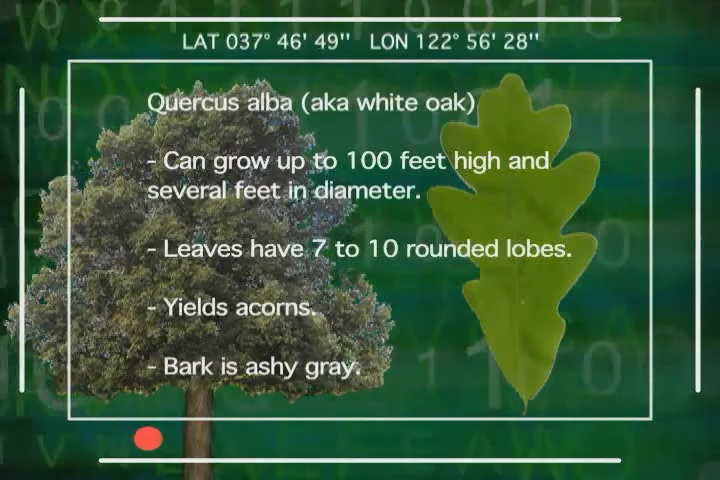 LAT 037° 46' 49'' LON 122° 56' 28''
Quercus alba (aka white oak)
- Can grow up to 100 feet high and
several feet in diameter.
- Leaves have 7 to 10 rounded lobes.
- Yields acorns.
- Bark is ashy gray.